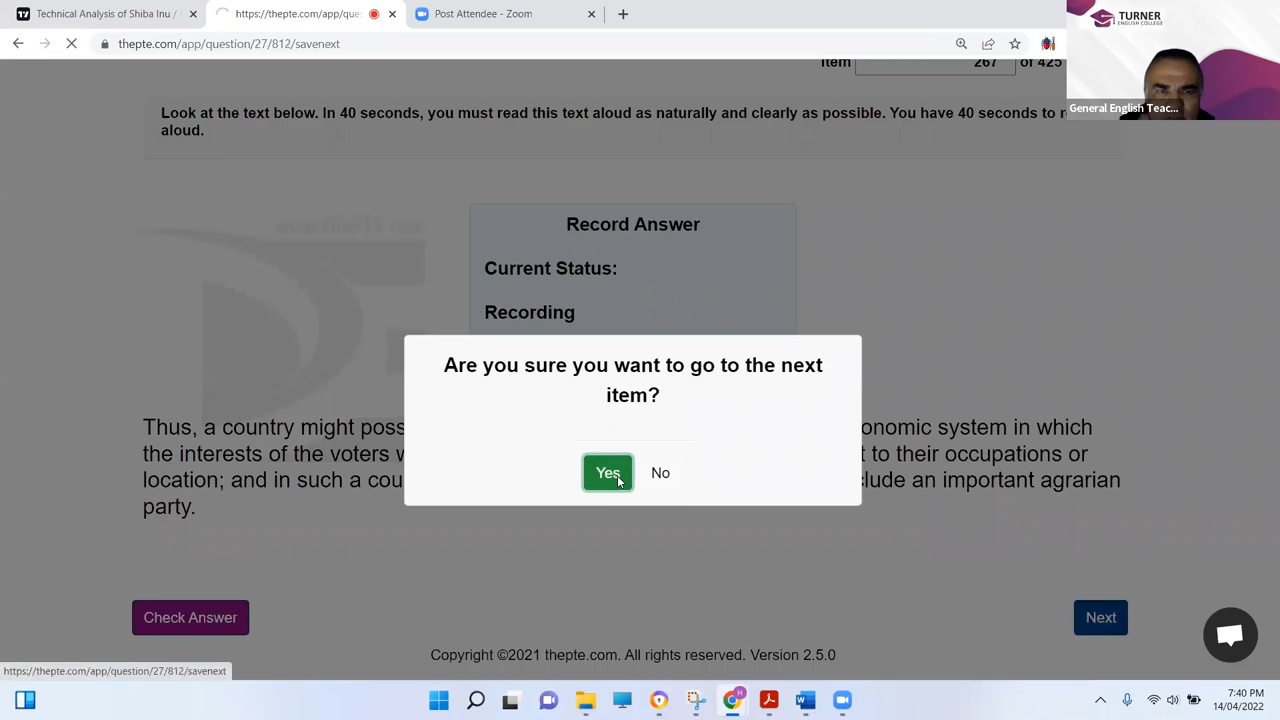 Technical Analysis of Shiba Inu /
https://thepte.com/app/que
Post Attendee - Zoom
thepte.com/app/question/27/812/savenext
TURNER
ENGLISH COLLEGE
General English Teac...
Item 267 of 425
Look at the text below. In 40 seconds, you must read this text aloud as naturally and clearly as possible. You have 40 seconds to
aloud.
Record Answer
Current Status:
Recording
Are you sure you want to go to the next
item?
Yes No
Thus, a country might onomic system in which
the interests of the voters t to their occupations or
location; and in such a clude an important agrarian
party.
Check Answer
Next
Copyright ©2021 thepte.com. All rights reserved. Version 2.5.0
https://thepte.com/app/question/27/812/savenext
7:40 PM
14/04/2022